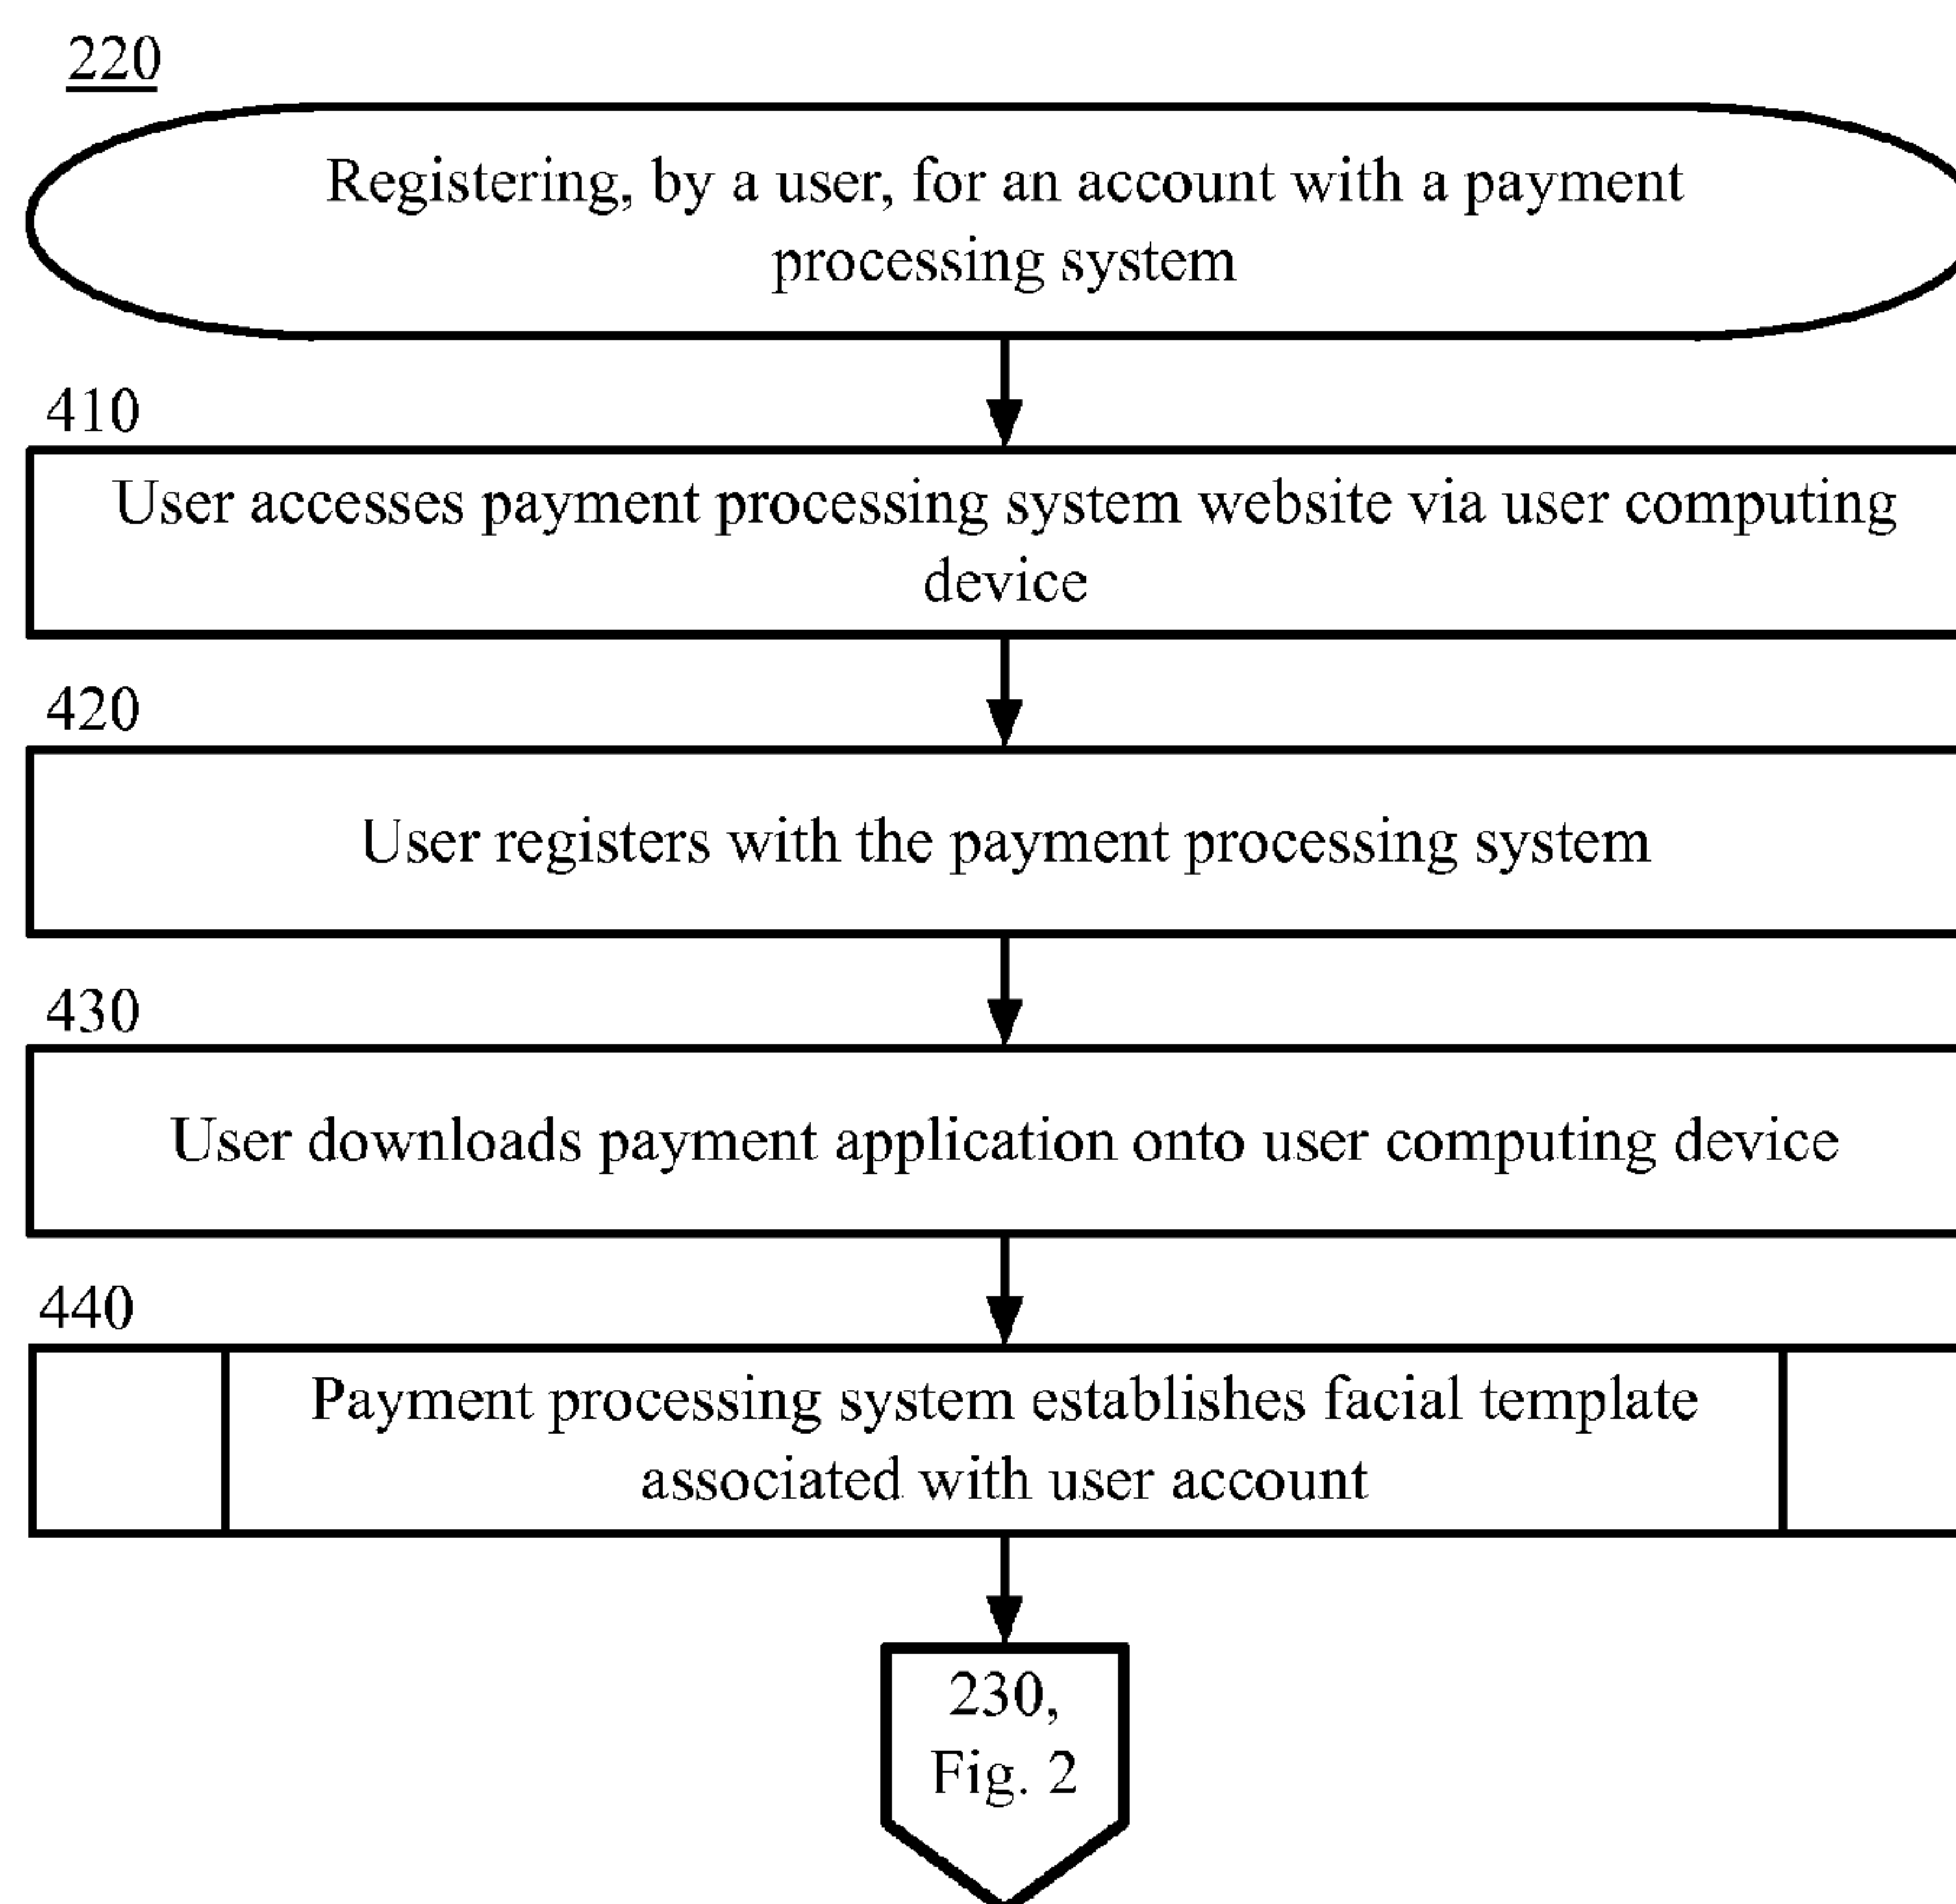 220
Registering, by a user, for an account with a payment
processing system
410
User accesses payment processing system website via user computing
device
420
User registers with the payment processing system
430
User downloads payment application onto user computing device
440
Payment processing system establishes facial template
associated with user account
230,
Fig. 2